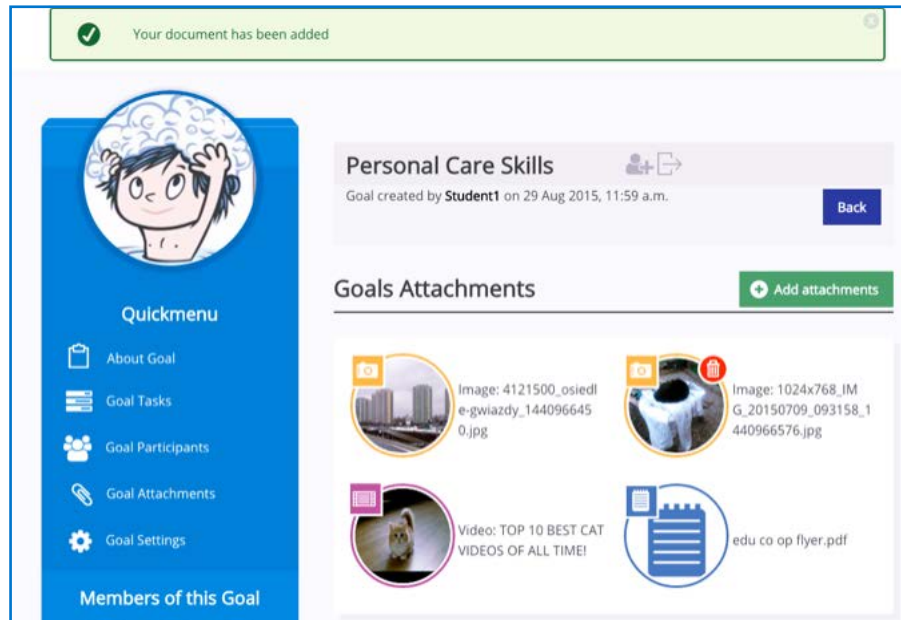 Your document has been added
Personal Care Skills
Goal created by Student1 on 29 Aug 2015, 11:59 a.m.
Back
Goals Attachments
Add attachments
Quickmenu
About Goal
Goal Tasks
Goal Participants
Goal Attachments
Goal Settings
Members of this Goal
Image: 4121500_osiedl
e-gwiazdy_144096645
0.jpg
Image: 1024x768_IM
G_20150709_093158_1
440966576.jpg
Video: TOP 10 BEST CAT
VIDEOS OF ALL TIME!
edu co op flyer.pdf